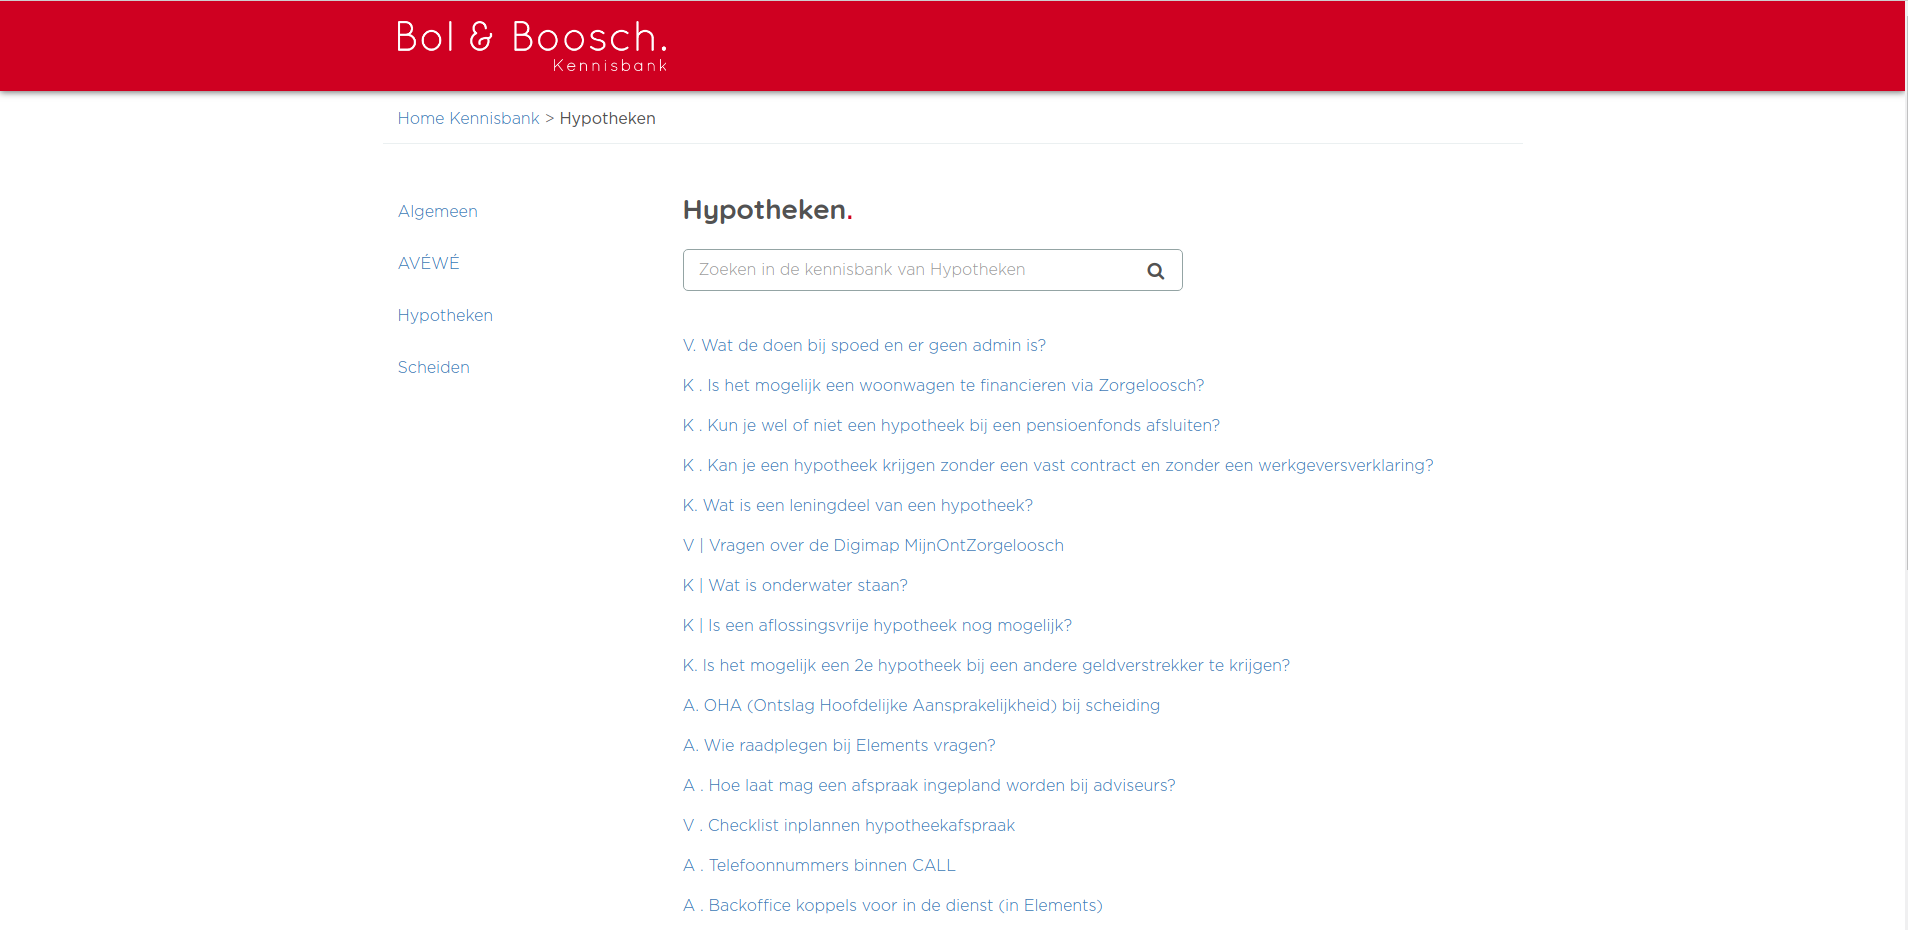 Bol & Boosch.
Kennisbank
Home Kennisbank > Hypotheken
Algemeen
AVÉWÉ
Hypotheken
Scheiden
Hypotheken.
Zoeken in de kennisbank van Hypotheken
V. Wat de doen bij spoed en er geen admin is?
K . Is het mogelijk een woonwagen te financieren via Zorgeloosch?
K . Kun je wel of niet een hypotheek bij een pensioenfonds afsluiten?
K . Kan je een hypotheek krijgen zonder een vast contract en zonder een werkgeversverklaring?
K. Wat is een leningdeel van een hypotheek?
V | Vragen over de Digimap MijnOntZorgeloosch
K | Wat is onderwater staan?
K | Is een aflossingsvrije hypotheek nog mogelijk?
K. Is het mogelijk een 2e hypotheek bij een andere geldverstrekker te krijgen?
A. OHA (Ontslag Hoofdelijke Aansprakelijkheid) bij scheiding
A. Wie raadplegen bij Elements vragen?
A . Hoe laat mag een afspraak ingepland worden bij adviseurs?
V . Checklist inplannen hypotheekafspraak
A . Telefoonnummers binnen CALL
A . Backoffice koppels voor in de dienst (in Elements)